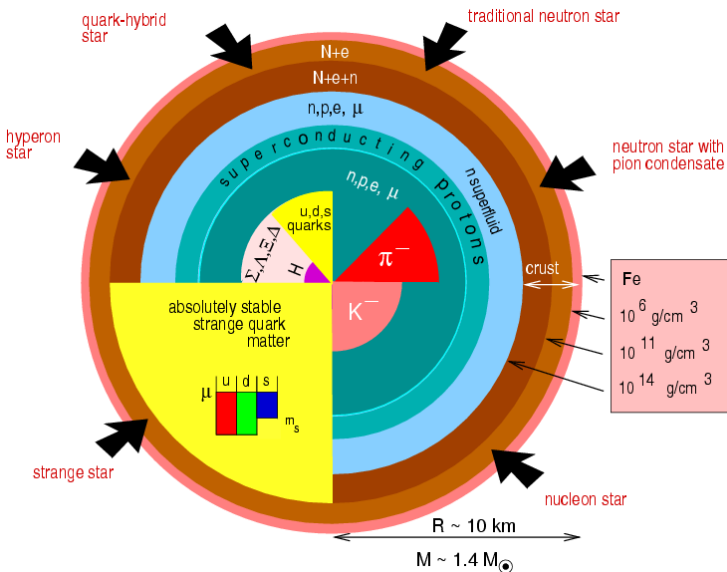 quark-hybrid
star
traditional neutron star
N+e
N+e+n
n,p,e, μ
hyperon
star
neutron star with
pion condensate
superconducting protons
n superfluid
n,p,e, μ
u,d,s
quarks
Σ,Λ,Ξ,Δ
H
π⁻
K⁻
crust
Fe
10⁶ g/cm³
10¹¹ g/cm³
10¹⁴ g/cm³
absolutely stable
strange quark
matter
u d s
μ
mₛ
strange star
nucleon star
R ~ 10 km
M ~ 1.4 M⊙